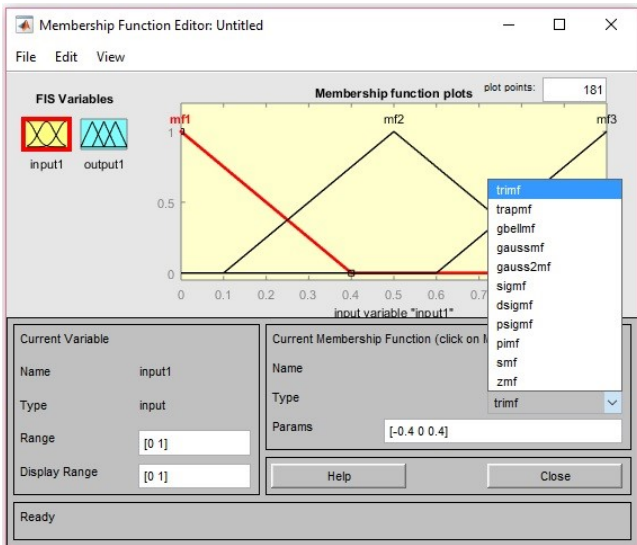 Membership Function Editor: Untitled
File Edit View
FIS Variables
input1 output1
Membership function plots
plot points: 181
mf1 mf2 mf3
1
0.5
0
0 0.1 0.2 0.3 0.4 0.5 0.6
input variable "input1"
trimf
trapmf
gbellmf
gaussmf
gauss2mf
sigmf
dsigmf
psigmf
pimf
smf
zmf
Current Variable
Name input1
Type input
Range [0 1]
Display Range [0 1]
Current Membership Function (click on
Name
Type trimf
Params [-0.4 0 0.4]
Help Close
Ready